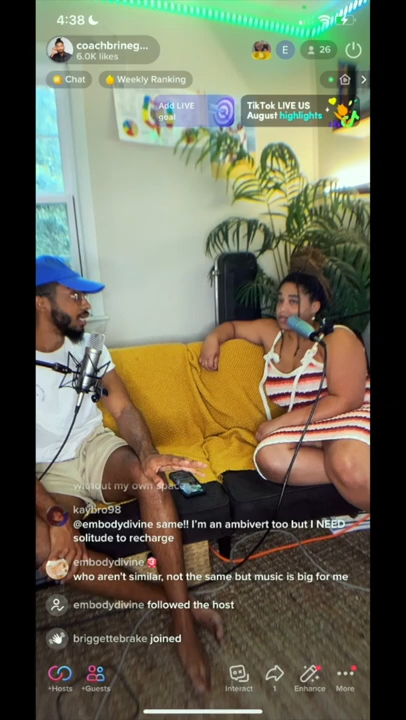 4:38
coachbrineg...
6.0K likes
E
26
Chat
Weekly Ranking
Add LIVE
goal
TikTok LIVE US
August highlights
without my own space
kaybro98
@embodydivine same!! I'm an ambivert too but I NEED
solitude to recharge
embodydivine
who aren't similar, not the same but music is big for me
embodydivine followed the host
briggettebrake joined
+Hosts
+Guests
Interact
1
Enhance
More